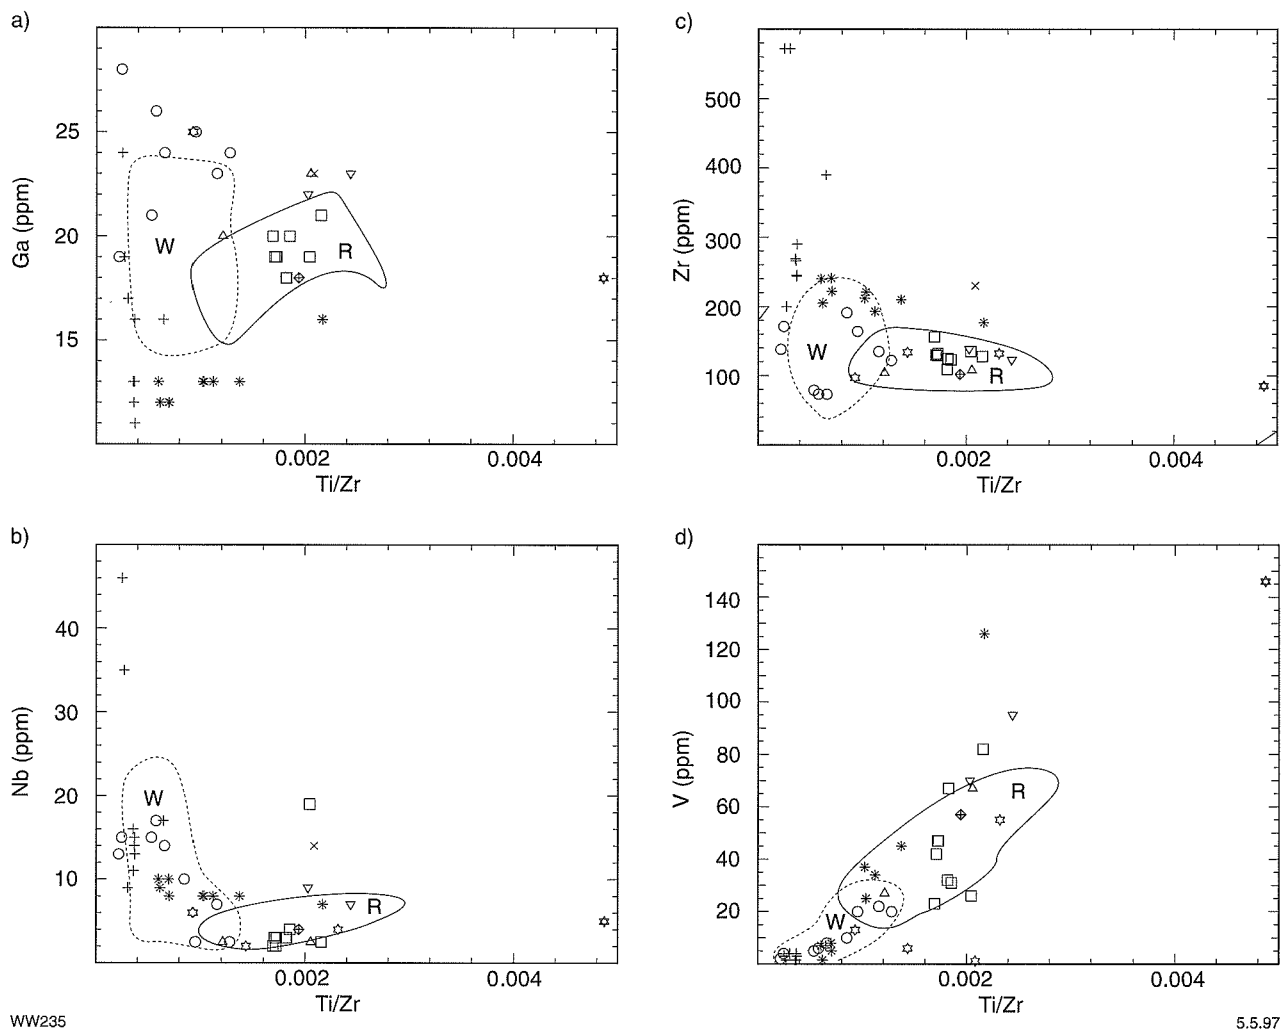 a)
Ga (ppm)
25
20
15
W
R
0.002
0.004
Ti/Zr
c)
Zr (ppm)
500
400
300
200
100
W
R
0.002
0.004
Ti/Zr
b)
Nb (ppm)
40
30
20
10
W
R
0.002
0.004
Ti/Zr
d)
V (ppm)
140
120
100
80
60
40
20
W
R
0.002
0.004
Ti/Zr
WW235
5.5.97